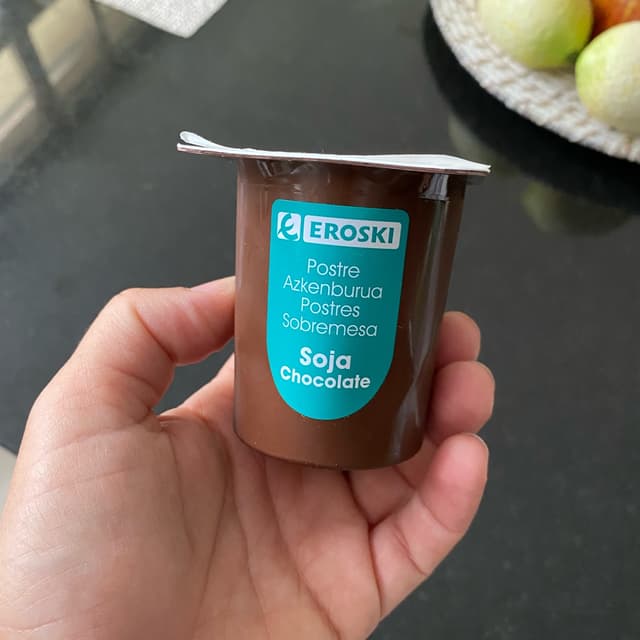 EROSKI
Postre
Azkenburua
Postres
Sobremesa
Soja
Chocolate